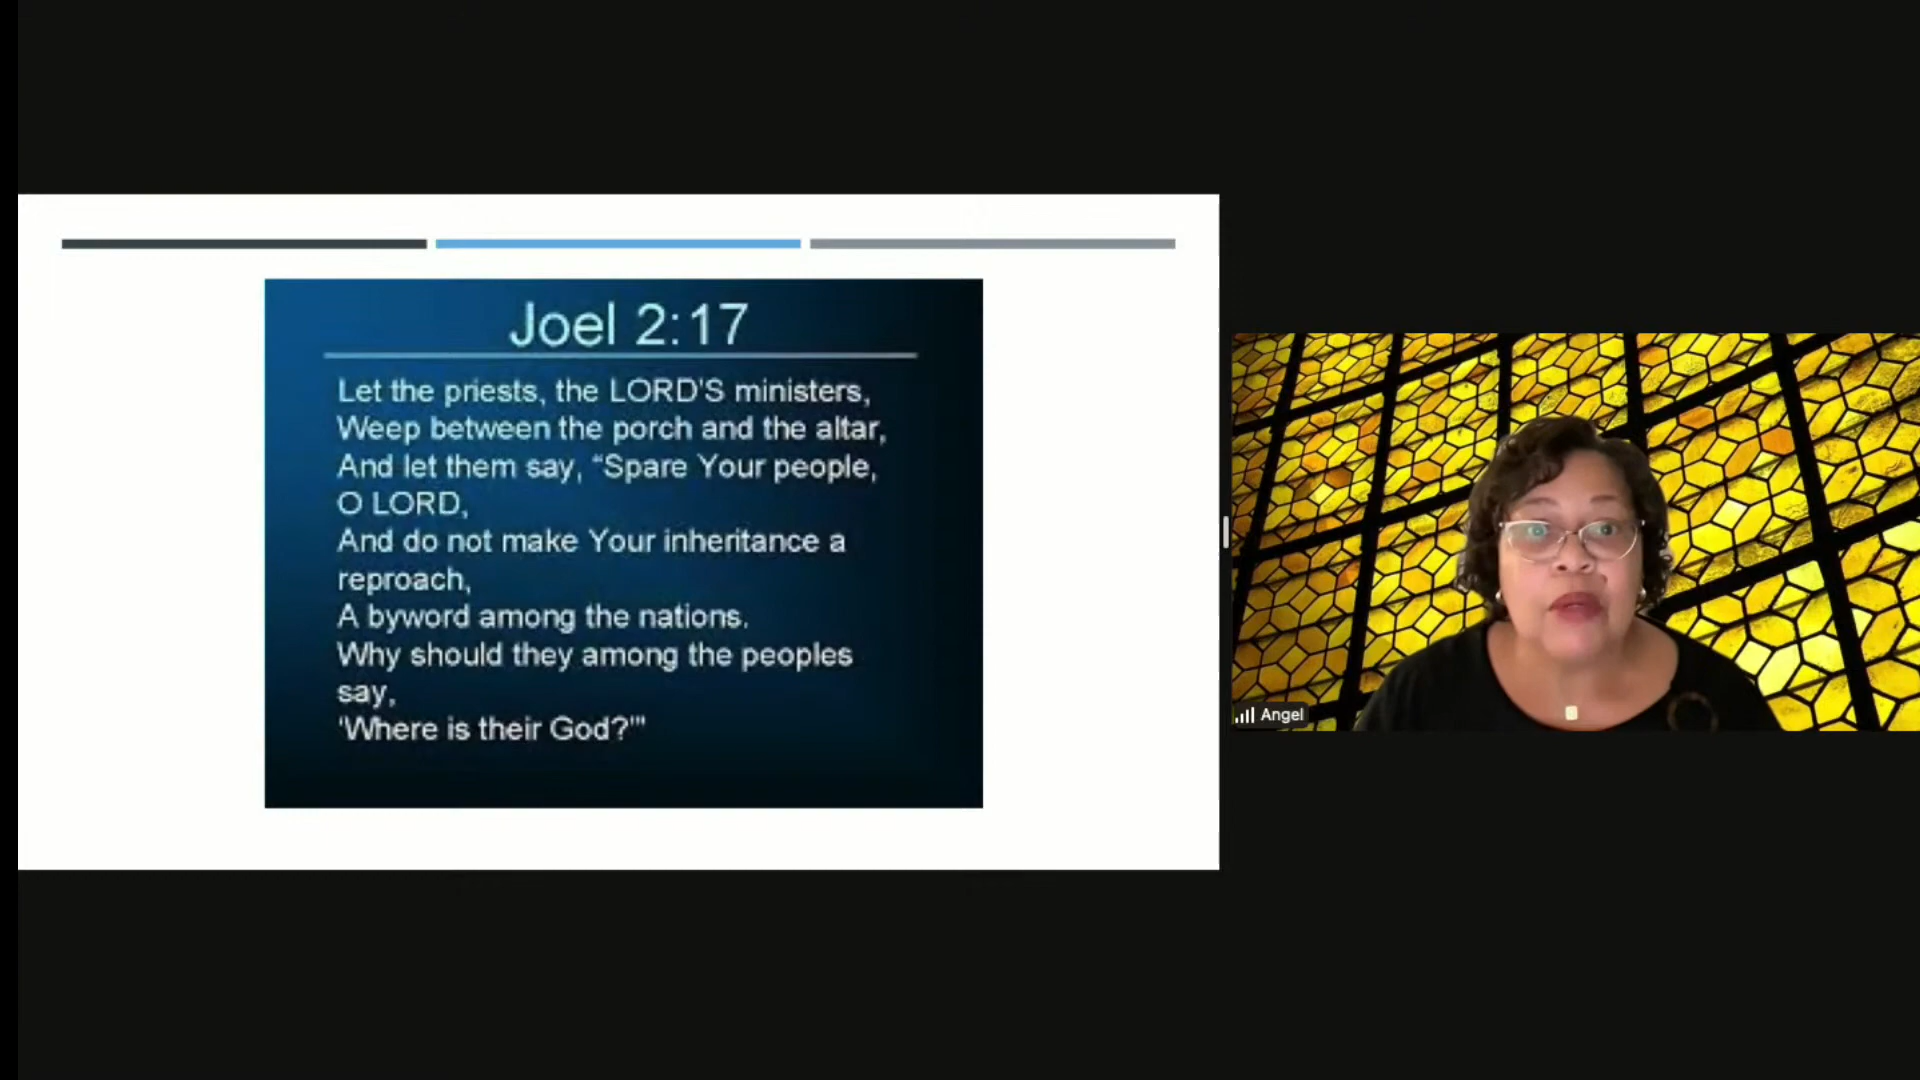 Joel 2:17
Let the priests, the LORD'S ministers,
Weep between the porch and the altar,
And let them say, “Spare Your people,
O LORD,
And do not make Your inheritance a
reproach,
A byword among the nations.
Why should they among the peoples
say,
‘Where is their God?’”
Angel